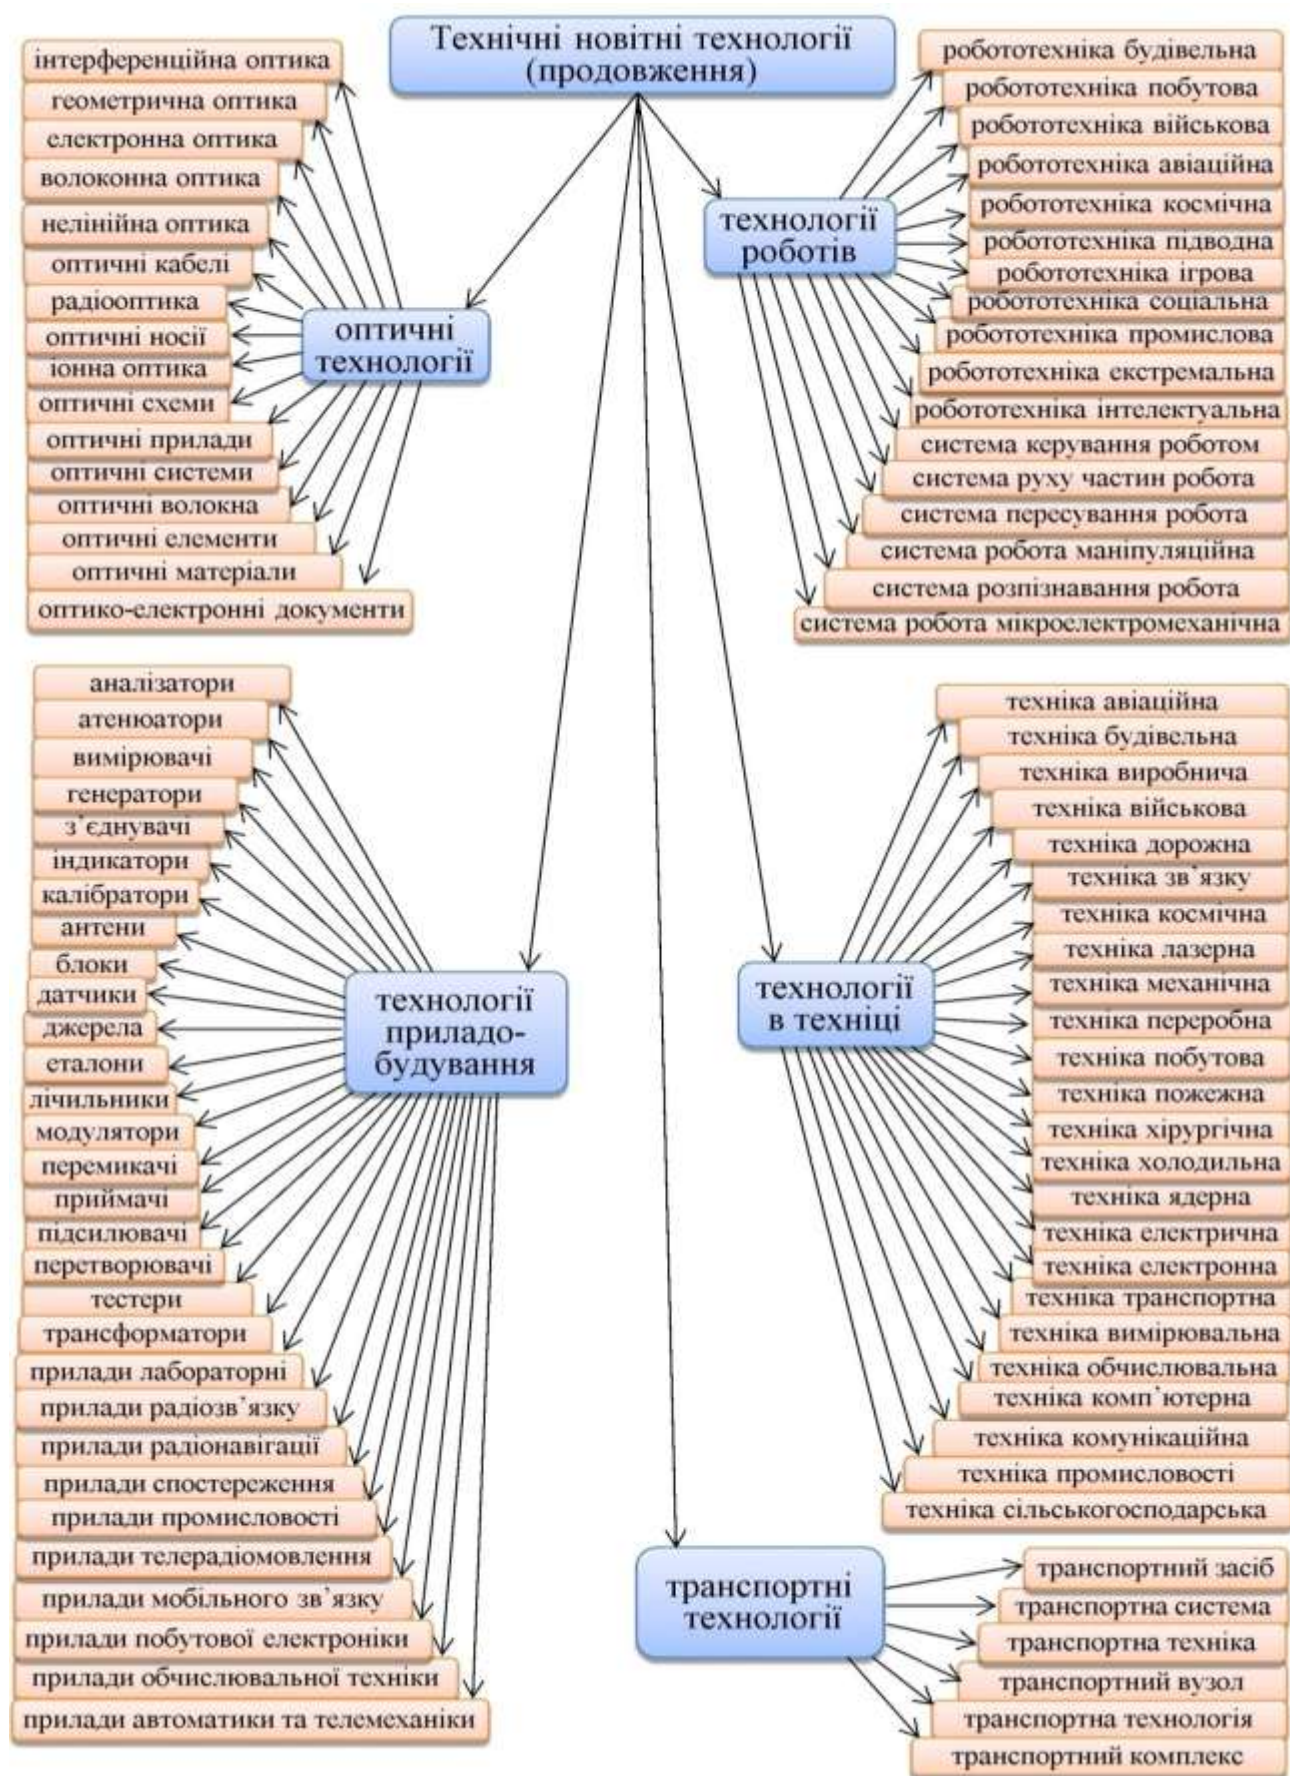 Технічні новітні технології
(продовження)
інтерференційна оптика
геометрична оптика
електронна оптика
волоконна оптика
нелінійна оптика
оптичні кабелі
радіооптика
оптичні носії
іонна оптика
оптичні схеми
оптичні прилади
оптичні системи
оптичні волокна
оптичні елементи
оптичні матеріали
оптико-електронні документи
оптичні
технології
робототехніка будівельна
робототехніка побутова
робототехніка військова
робототехніка авіаційна
робототехніка космічна
робототехніка підводна
робототехніка ігрова
робототехніка соціальна
робототехніка промислова
робототехніка екстремальна
робототехніка інтелектуальна
система керування роботом
система руху частин робота
система пересування робота
система робота маніпуляційна
система розпізнавання робота
система робота мікроелектромеханічна
технології
роботів
аналізатори
атенюатори
вимірювачі
генератори
з’єднувачі
індикатори
калібратори
антени
блоки
датчики
джерела
еталони
лічильники
модулятори
перемикачі
приймачі
підсилювачі
перетворювачі
тестери
трансформатори
прилади лабораторні
прилади радіозв’язку
прилади радіонавігації
прилади спостереження
прилади промисловості
прилади телерадіомовлення
прилади мобільного зв’язку
прилади побутової електроніки
прилади обчислювальної техніки
прилади автоматики та телемеханіки
технології
приладо-
будування
техніка авіаційна
техніка будівельна
техніка виробнича
техніка військова
техніка дорожна
техніка зв’язку
техніка космічна
техніка лазерна
техніка механічна
техніка переробна
техніка побутова
техніка пожежна
техніка хірургічна
техніка холодильна
техніка ядерна
техніка електрична
техніка електронна
техніка транспортна
техніка вимірювальна
техніка обчислювальна
техніка комп’ютерна
техніка комунікаційна
техніка промисловості
техніка сільськогосподарська
технології
в техніці
транспортні
технології
транспортний засіб
транспортна система
транспортна техніка
транспортний вузол
транспортна технологія
транспортний комплекс